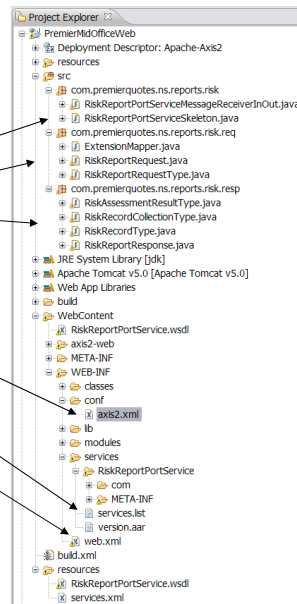 Project Explorer
PremierMidOfficeWeb
Deployment Descriptor: Apache-Axis2
resources
src
com.premierquotes.ns.reports.risk
RiskReportPortServiceMessageReceiverInOut.java
RiskReportPortServiceSkeleton.java
com.premierquotes.ns.reports.risk.req
ExtensionMapper.java
RiskReportRequest.java
RiskReportRequestType.java
com.premierquotes.ns.reports.risk.resp
RiskAssessmentResultType.java
RiskRecordCollectionType.java
RiskRecordType.java
RiskReportResponse.java
JRE System Library [jdk]
Apache Tomcat v5.0 [Apache Tomcat v5.0]
Web App Libraries
build
WebContent
RiskReportPortService.wsdl
axis2-web
META-INF
WEB-INF
classes
conf
axis2.xml
lib
modules
services
RiskReportPortService
com
META-INF
services.list
version.aar
web.xml
build.xml
resources
RiskReportPortService.wsdl
services.xml